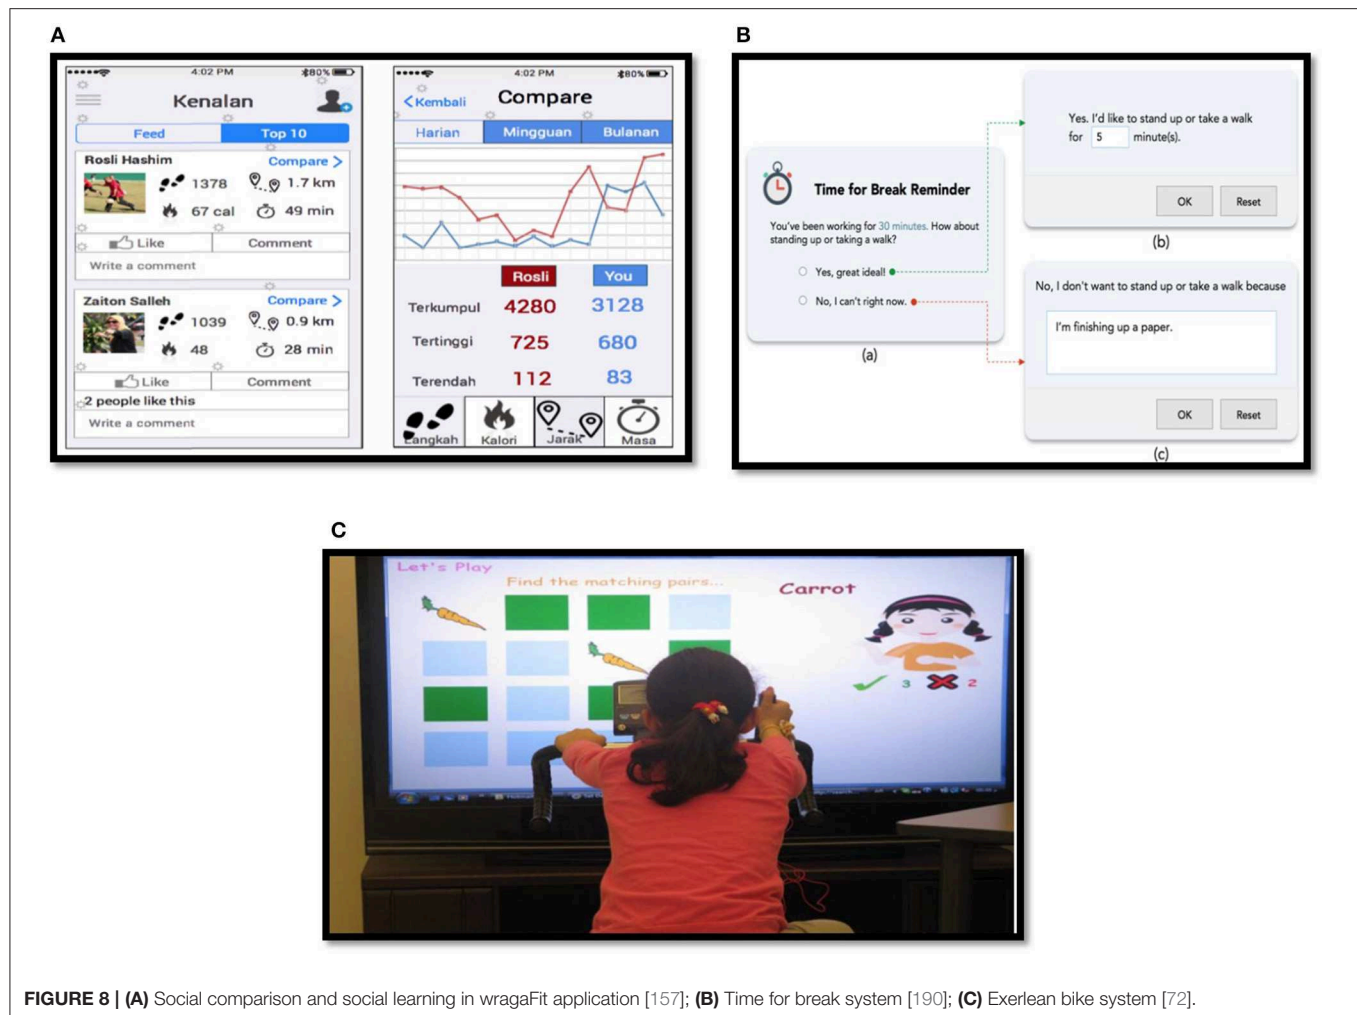 A
4:02 PM
80%
Kenalan
Feed Top 10
Rosli Hashim Compare >
1378 1.7 km
67 cal 49 min
Like Comment
Write a comment
Zaiton Salleh Compare >
1039 0.9 km
48 28 min
Like Comment
2 people like this
Write a comment
4:02 PM
80%
<Kembali Compare
Harian Mingguan Bulanan
Rosli You
Terkumpul 4280 3128
Tertinggi 725 680
Terendah 112 83
Langkah Kalori Jarak Masa
B
Time for Break Reminder
You've been working for 30 minutes. How about
standing up or taking a walk?
Yes, great ideal!
No, I can't right now.
(a)
Yes. I'd like to stand up or take a walk
for 5 minute(s).
OK Reset
(b)
No, I don't want to stand up or take a walk because
I'm finishing up a paper.
OK Reset
(c)
C
Let's Play
Find the matching pairs...
Carrot
3 2
FIGURE 8 | (A) Social comparison and social learning in wragaFit application [157]; (B) Time for break system [190]; (C) Exerlean bike system [72].